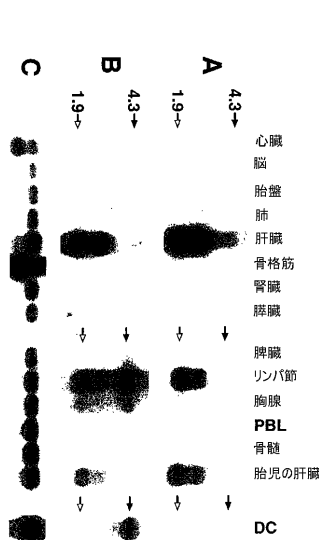 A
B
C
4.3
1.9
4.3
1.9
心臓
脳
胎盤
肺
肝臓
骨格筋
腎臓
膵臓
脾臓
リンパ節
胸腺
PBL
骨髄
胎児の肝臓
DC